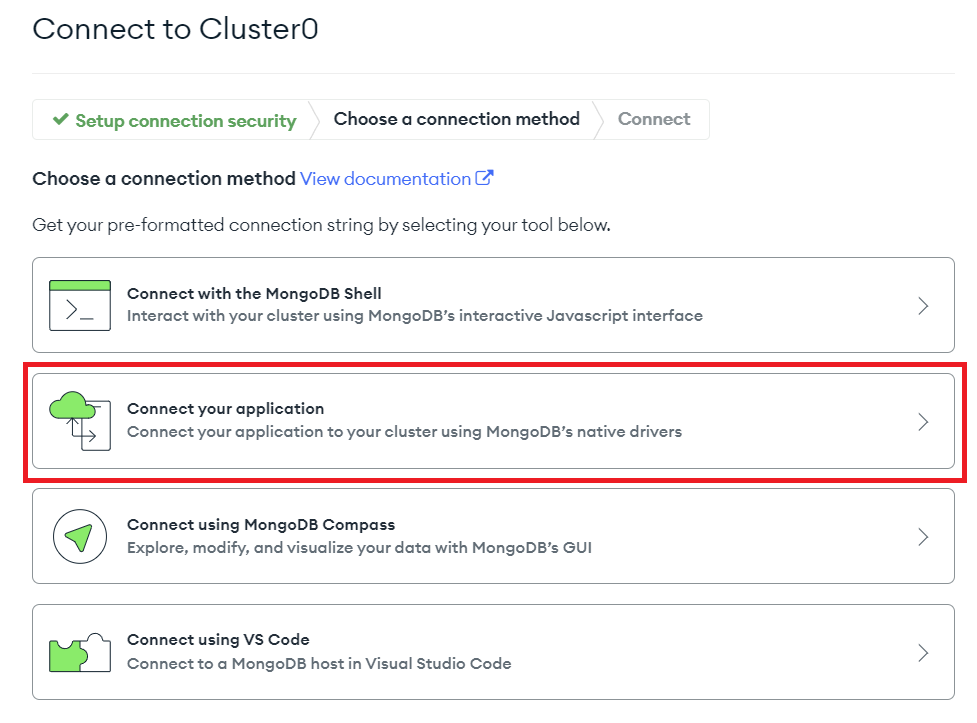 Connect to Cluster0
Setup connection security Choose a connection method Connect
Choose a connection method View documentation
Get your pre-formatted connection string by selecting your tool below.
Connect with the MongoDB Shell
Interact with your cluster using MongoDB's interactive Javascript interface
Connect your application
Connect your application to your cluster using MongoDB's native drivers
Connect using MongoDB Compass
Explore, modify, and visualize your data with MongoDB's GUI
Connect using VS Code
Connect to a MongoDB host in Visual Studio Code